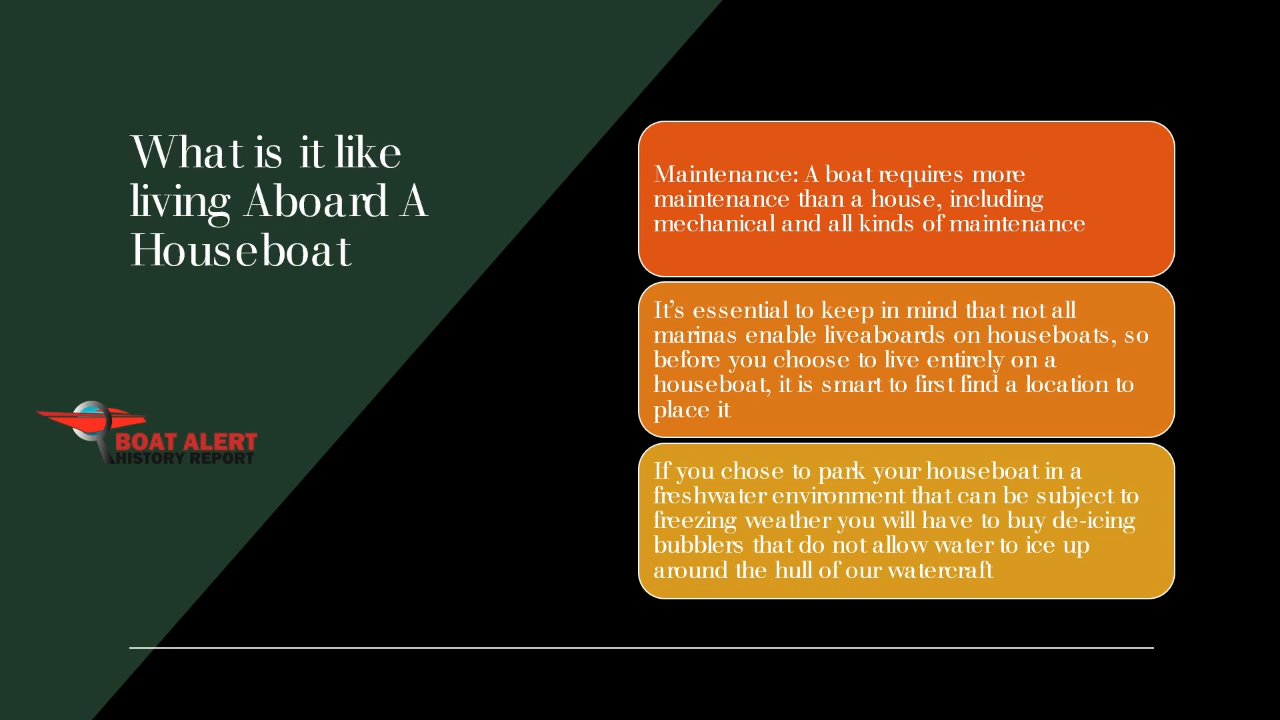 What is it like
living Aboard A
Houseboat
BOAT ALERT
HISTORY REPORT
Maintenance: A boat requires more
maintenance than a house, including
mechanical and all kinds of maintenance
It’s essential to keep in mind that not all
marinas enable liveaboards on houseboats, so
before you choose to live entirely on a
houseboat, it is smart to first find a location to
place it
If you chose to park your houseboat in a
freshwater environment that can be subject to
freezing weather you will have to buy de-icing
bubblers that do not allow water to ice up
around the hull of our watercraft